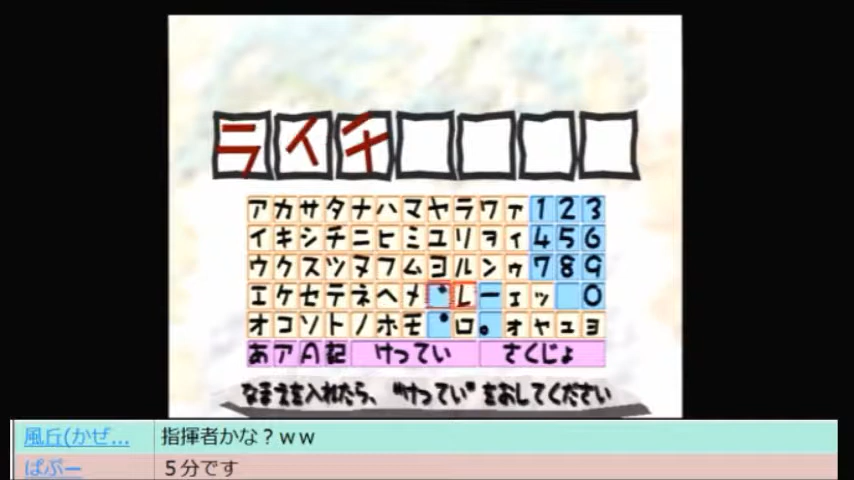 ライチ
アカサタナハマヤラワァ123
イキシチニヒミユリヲィ456
ウクスツヌフムヨルンゥ789
エケセテネヘメ゛レーェッ 0
オコソトノホモ゜ロ。ォャュョ
あアA記 けってい さくじょ
なまえを入れたら、"けってい"をおしてください
風丘(かぜ... 指揮者かな？ｗｗ
ぱぷー ５分です